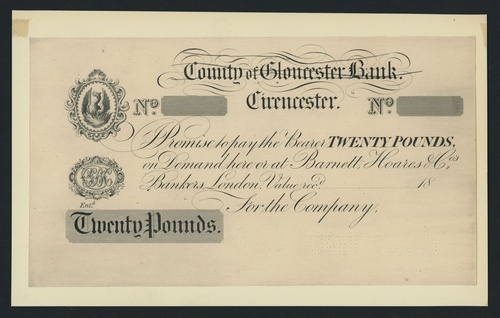 County of Gloucester Bank.
Cirencester.
No. No.
I Promise to pay the Bearer TWENTY POUNDS,
on Demand here or at Barnett, Hoares & Cos
Bankers London. Value recd. 18
For the Company,
Entd.
Twenty Pounds.